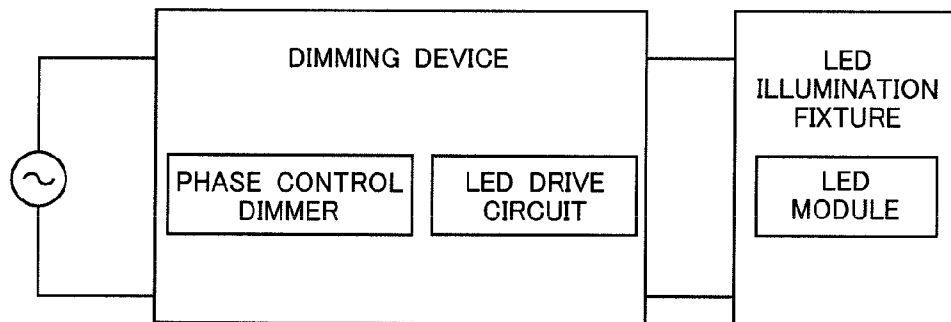 DIMMING DEVICE
PHASE CONTROL
DIMMER
LED DRIVE
CIRCUIT
LED
ILLUMINATION
FIXTURE
LED
MODULE